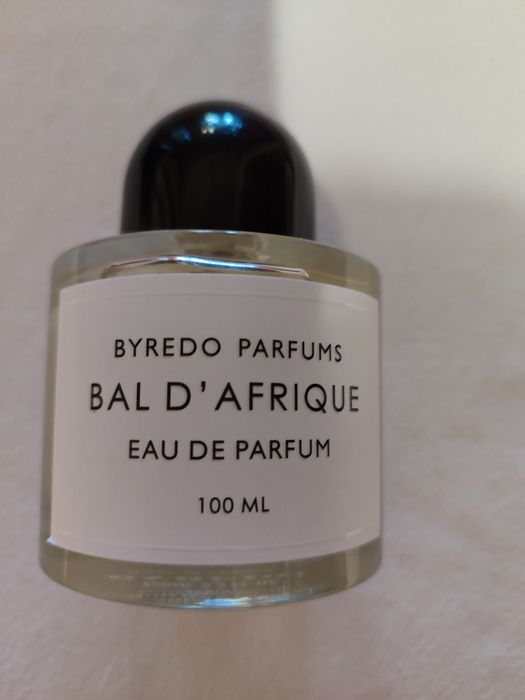 BYREDO PARFUMS
BAL D'AFRIQUE
EAU DE PARFUM
100 ML